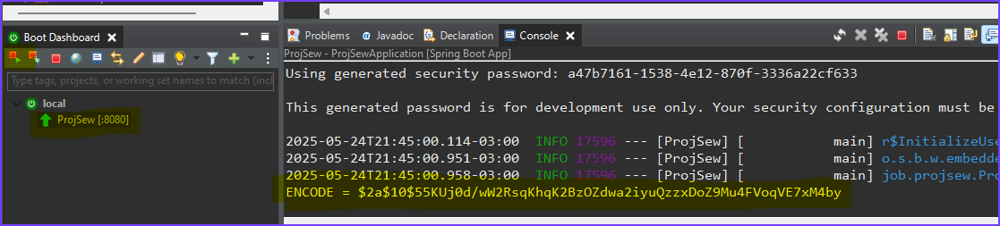 Boot Dashboard
Type tags, projects, or working set names to match (incl
local
ProjSew [:8080]
Problems Javadoc Declaration Console
ProjSew - ProjSewApplication [Spring Boot App]
Using generated security password: a47b7161-1538-4e12-870f-3336a22cf633
This generated password is for development use only. Your security configuration must be
2025-05-24T21:45:00.114-03:00 INFO 17596 --- [ProjSew] [ main] r$InitializeUse
2025-05-24T21:45:00.951-03:00 INFO 17596 --- [ProjSew] [ main] o.s.b.w.embedde
2025-05-24T21:45:00.958-03:00 INFO 17596 --- [ProjSew] [ main] job.projsew.Pro
ENCODE = $2a$10$55KUj0d/wW2RsqKhqK2BzOZdwa2iyuQzzxDoZ9Mu4FVoqVE7xM4by